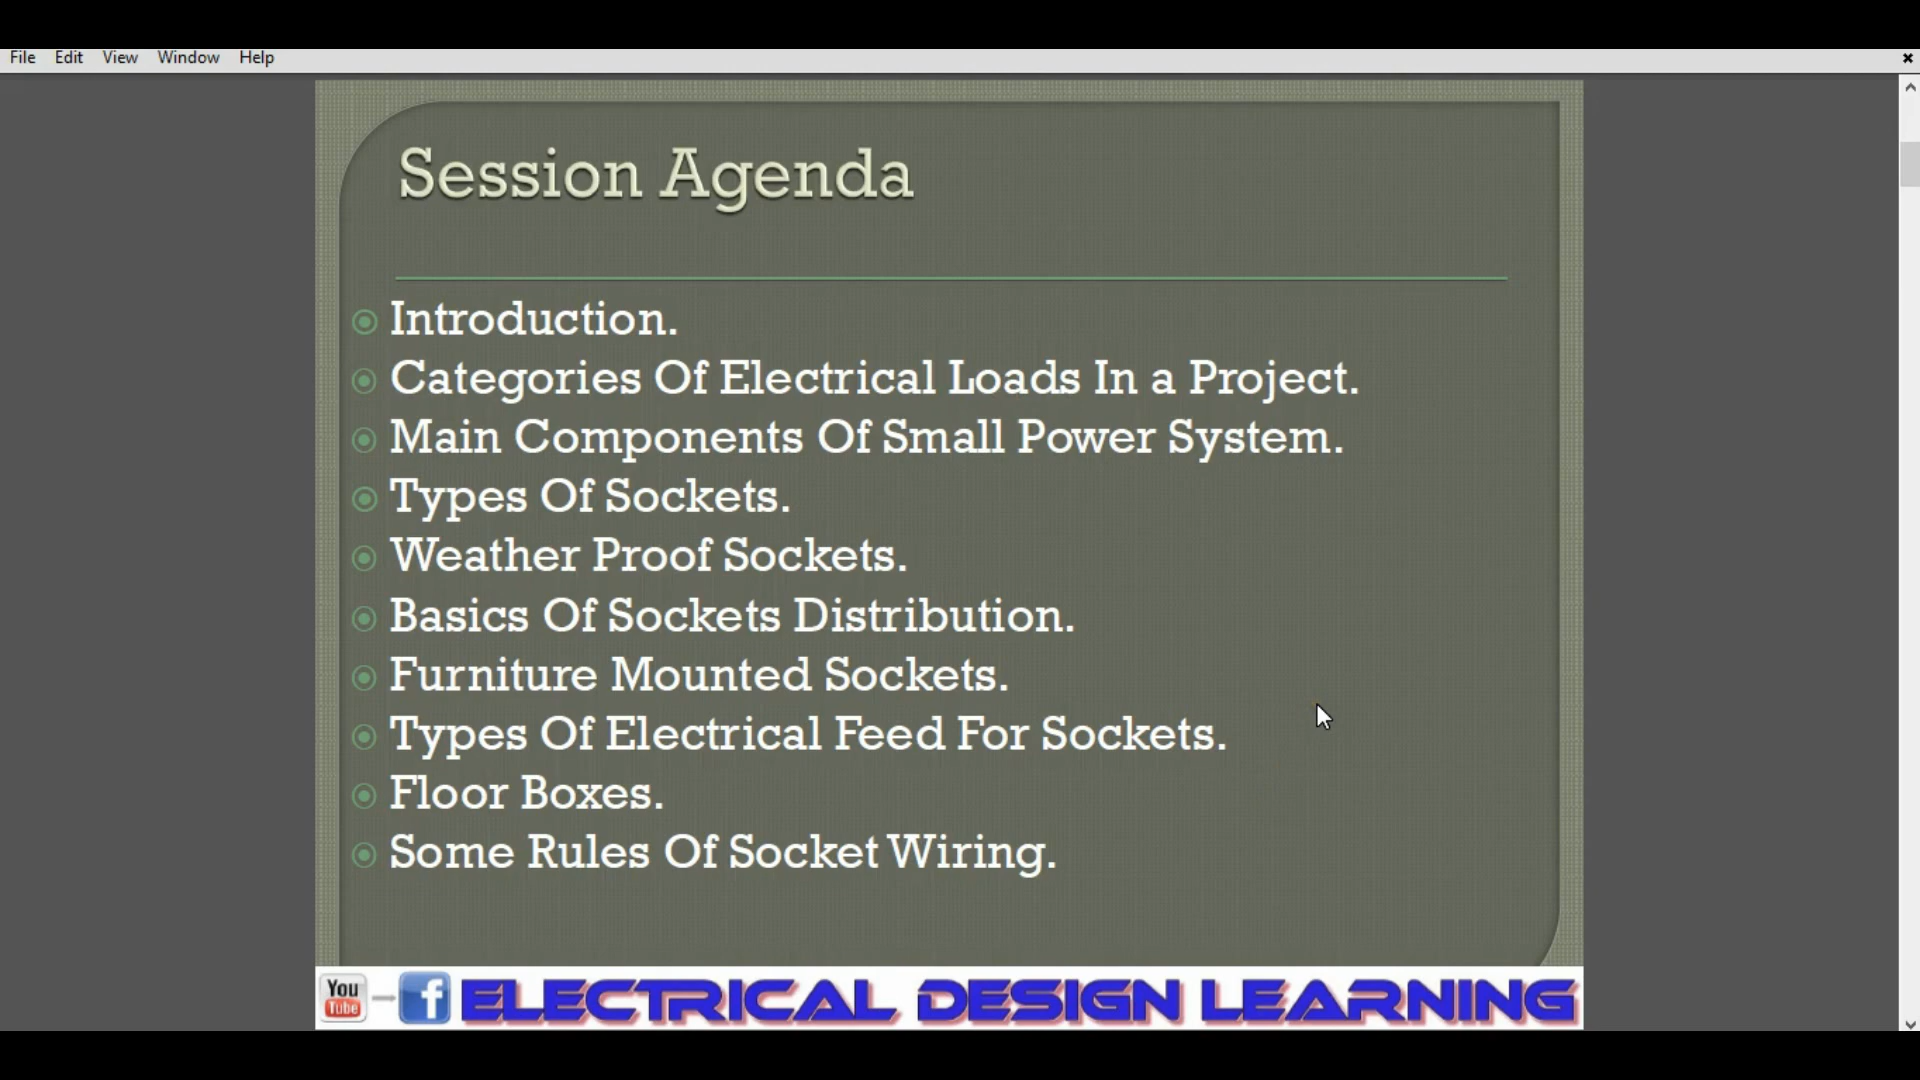 File Edit View Window Help
Session Agenda
Introduction.
Categories Of Electrical Loads In a Project.
Main Components Of Small Power System.
Types Of Sockets.
Weather Proof Sockets.
Basics Of Sockets Distribution.
Furniture Mounted Sockets.
Types Of Electrical Feed For Sockets.
Floor Boxes.
Some Rules Of Socket Wiring.
You Tube f ELECTRICAL DESIGN LEARNING